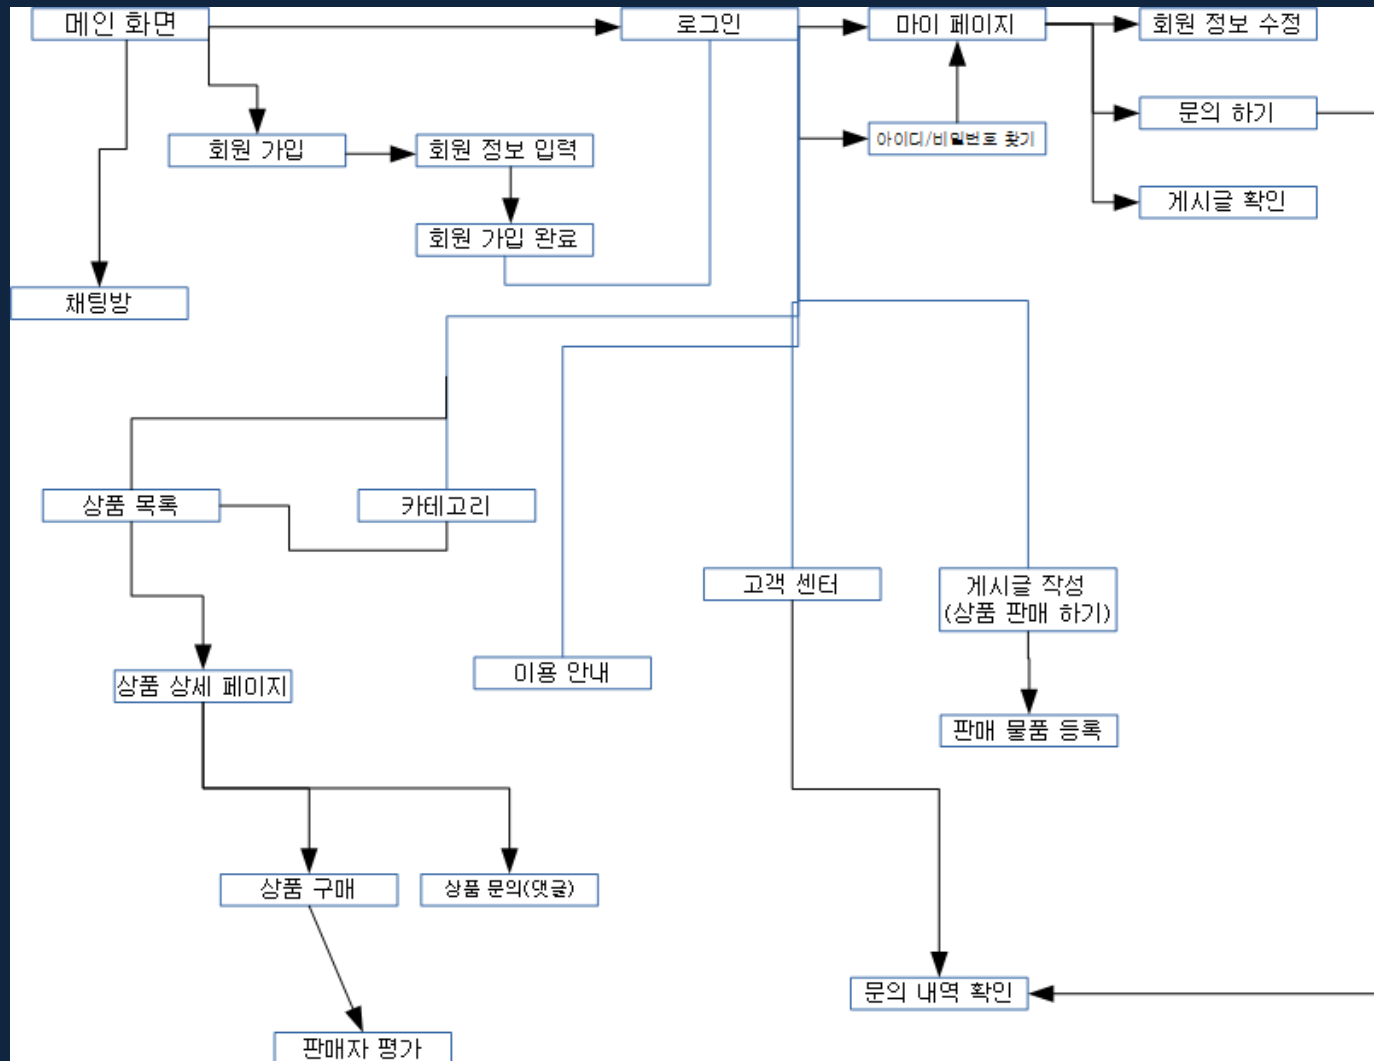 메인 화면
로그인
마이 페이지
회원 정보 수정
문의 하기
회원 가입
회원 정보 입력
아이디/비밀번호 찾기
게시글 확인
회원 가입 완료
채팅방
상품 목록
카테고리
고객 센터
게시글 작성
(상품 판매 하기)
이용 안내
상품 상세 페이지
판매 물품 등록
상품 구매
상품 문의(댓글)
문의 내역 확인
판매자 평가